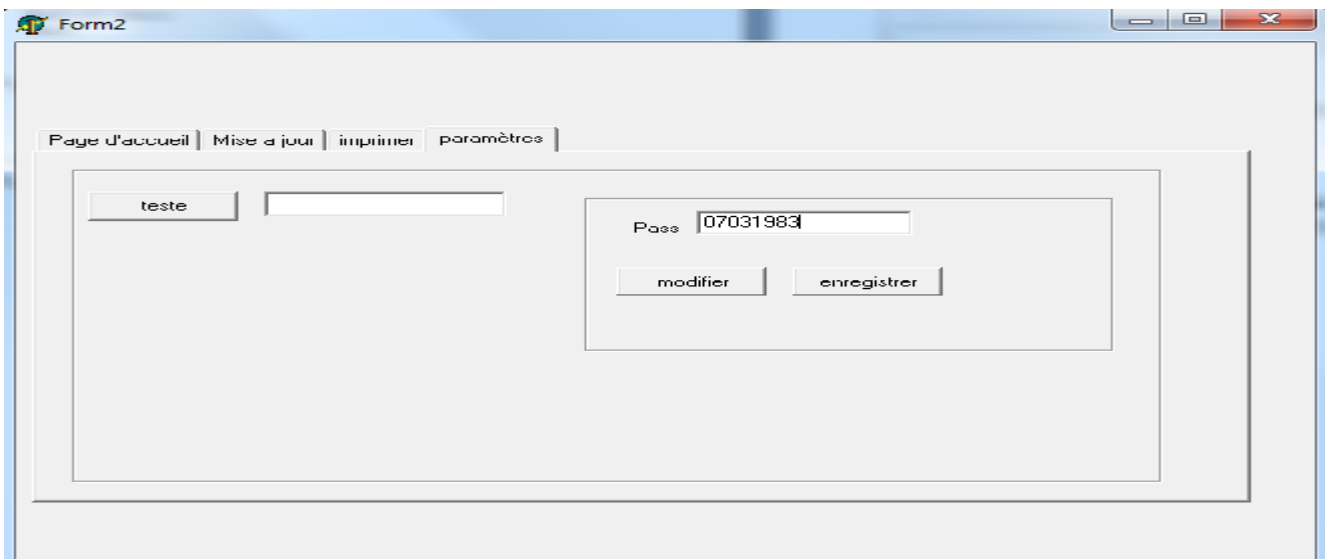 Form2
Page d'accueil Mise a jour imprimer paramètres
teste
Pass 07031983
modifier enregistrer